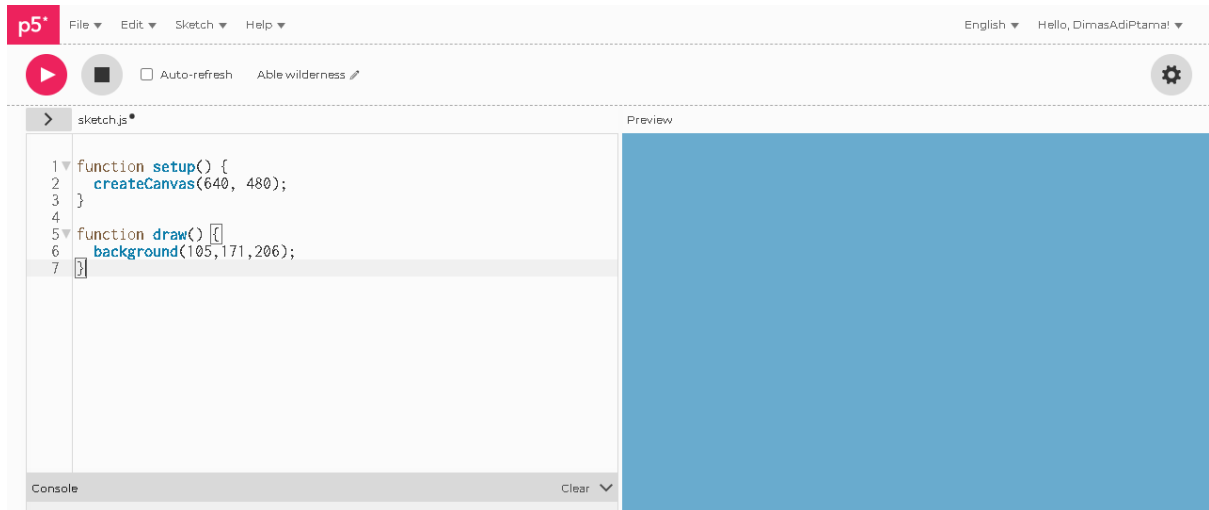 p5* File Edit Sketch Help English Hello, DimasAdiPtama!
Auto-refresh Able wilderness
sketch.js Preview
1 function setup() {
2 createCanvas(640, 480);
3 }
4
5 function draw() {
6 background(105,171,206);
7 }
Console Clear